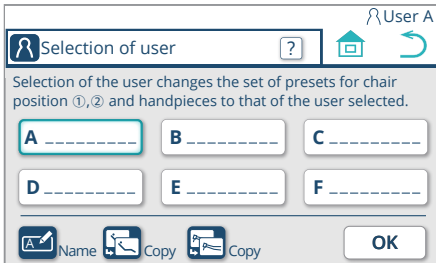 User A
Selection of user ?
Selection of the user changes the set of presets for chair
position ①,② and handpieces to that of the user selected.
A _________ B _________ C _________
D _________ E _________ F _________
A Name Copy Copy OK